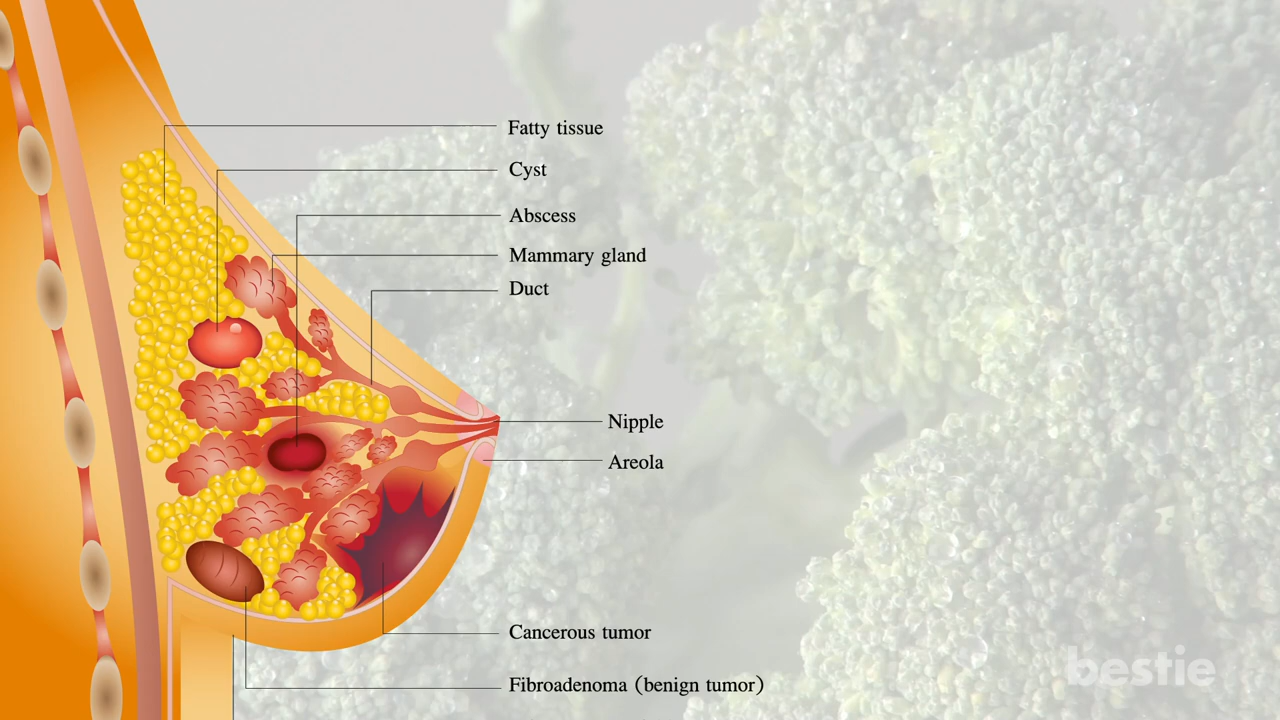 Fatty tissue
Cyst
Abscess
Mammary gland
Duct
Nipple
Areola
Cancerous tumor
Fibroadenoma (benign tumor)
bestie